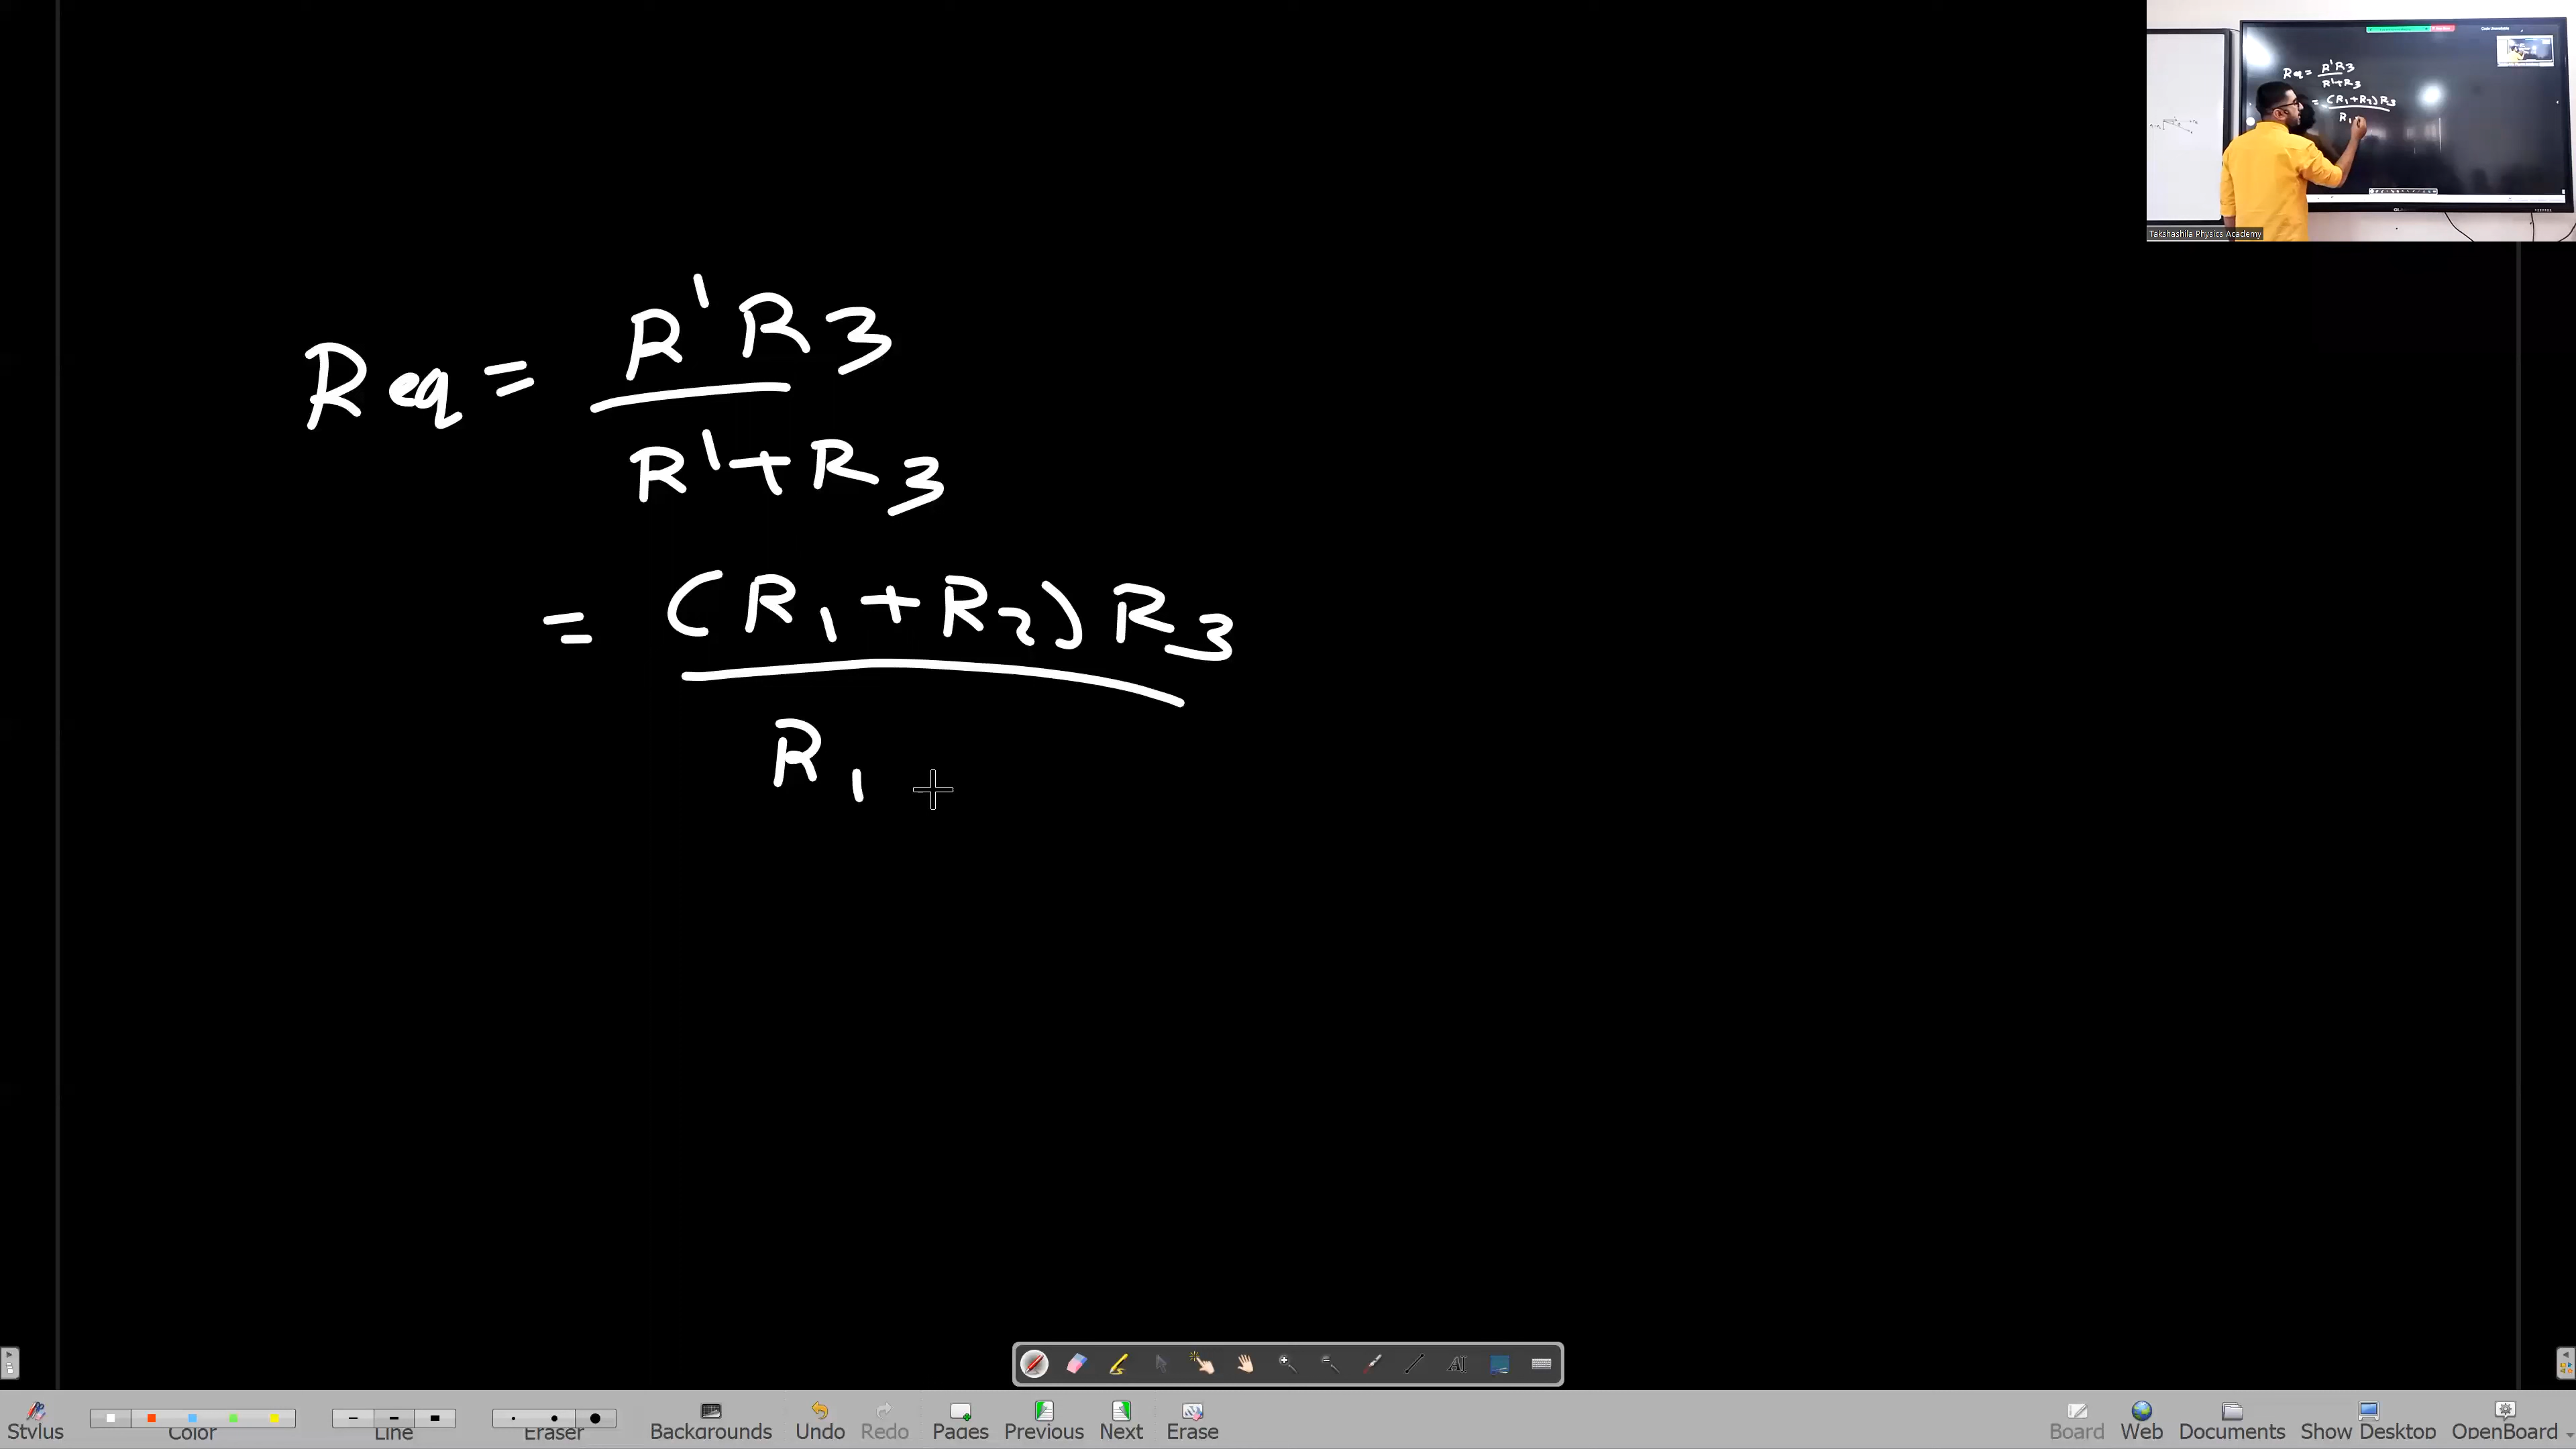 Takshashila Physics Academy
Req = R'R3
R'+R3
= (R1+R2)R3
R1
Stylus Color Line Eraser Backgrounds Undo Redo Pages Previous Next Erase Board Web Documents Show Desktop OpenBoard